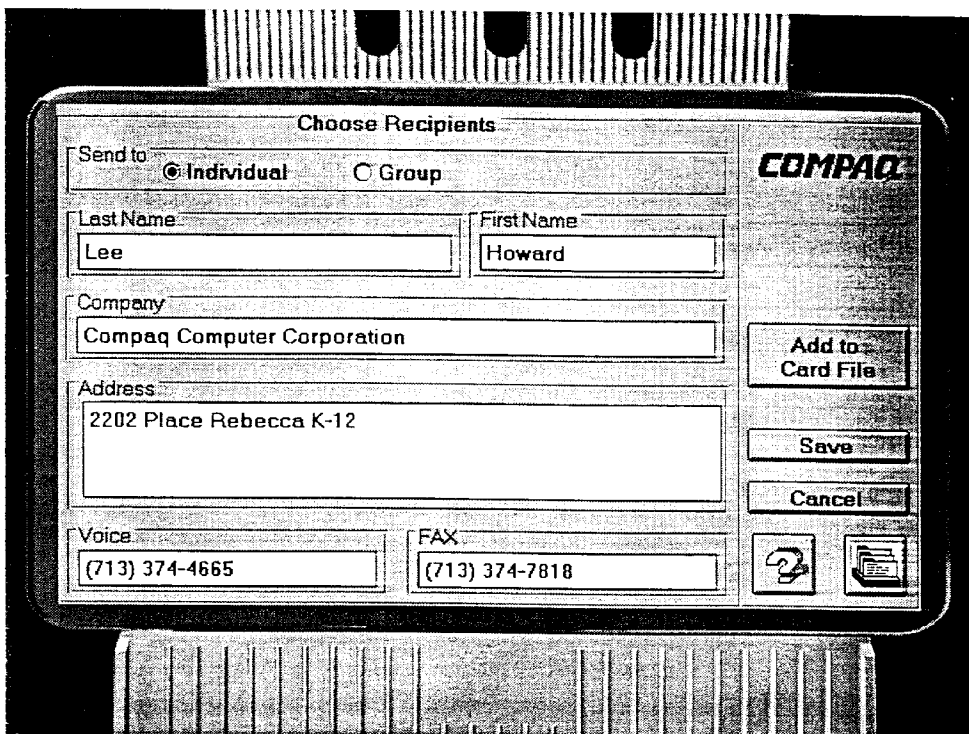 Choose Recipients
Send to
Individual Group
COMPAQ
Last Name First Name
Lee Howard
Company
Compaq Computer Corporation
Add to
Card File
Address
2202 Place Rebecca K-12
Save
Cancel
Voice FAX
(713) 374-4665 (713) 374-7818